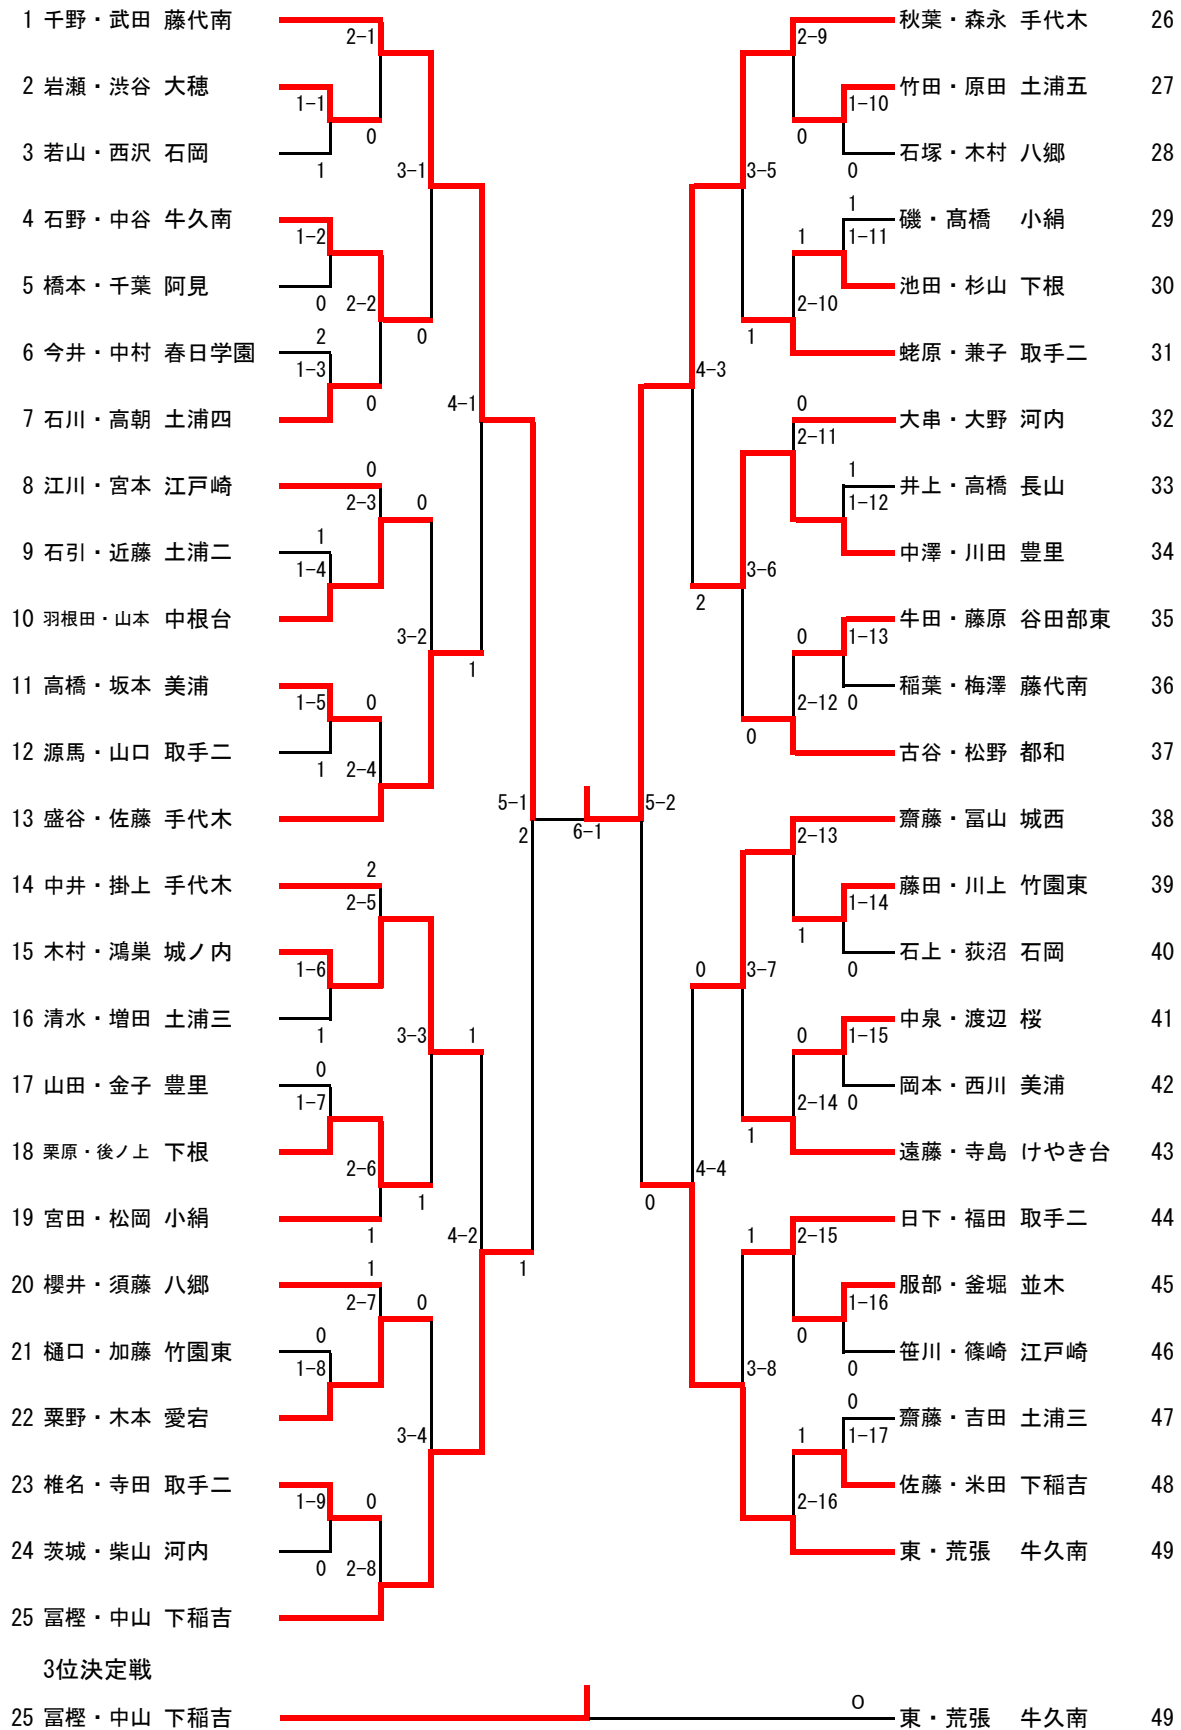 1 千野・武田 藤代南
2 岩瀬・渋谷 大穂
3 若山・西沢 石岡
4 石野・中谷 牛久南
5 橋本・千葉 阿見
6 今井・中村 春日学園
7 石川・高朝 土浦四
8 江川・宮本 江戸崎
9 石引・近藤 土浦二
10 羽根田・山本 中根台
11 高橋・坂本 美浦
12 源馬・山口 取手二
13 盛谷・佐藤 手代木
14 中井・掛上 手代木
15 木村・鴻巣 城ノ内
16 清水・増田 土浦三
17 山田・金子 豊里
18 栗原・後ノ上 下根
19 宮田・松岡 小絹
20 櫻井・須藤 八郷
21 樋口・加藤 竹園東
22 粟野・木本 愛宕
23 椎名・寺田 取手二
24 茨城・柴山 河内
25 冨樫・中山 下稲吉
1-1
1
1-2
0
2
1-3
1
1-4
1-5
1
1-6
1
0
1-7
0
1-8
1-9
0
2-1
0
2-2
0
0
2-3
0
2-4
2
2-5
2-6
1
1
2-7
0
2-8
3-1
0
0
3-2
3-3
1
0
3-4
4-1
1
1
4-2
5-1
2
1
6-1
5-2
0
4-3
2
0
4-4
3-5
1
3-6
0
3-7
1
1
3-8
2-9
0
1
2-10
0
2-11
0
2-12
2-13
1
0
2-14
2-15
0
1
2-16
1-10
0
1
1-11
1
1-12
1-13
0
1-14
0
1-15
0
1-16
0
0
1-17
秋葉・森永 手代木 26
竹田・原田 土浦五 27
石塚・木村 八郷 28
磯・髙橋 小絹 29
池田・杉山 下根 30
蛯原・兼子 取手二 31
大串・大野 河内 32
井上・高橋 長山 33
中澤・川田 豊里 34
牛田・藤原 谷田部東 35
稲葉・梅澤 藤代南 36
古谷・松野 都和 37
齋藤・冨山 城西 38
藤田・川上 竹園東 39
石上・荻沼 石岡 40
中泉・渡辺 桜 41
岡本・西川 美浦 42
遠藤・寺島 けやき台 43
日下・福田 取手二 44
服部・釜堀 並木 45
笹川・篠崎 江戸崎 46
齋藤・吉田 土浦三 47
佐藤・米田 下稲吉 48
東・荒張 牛久南 49
3位決定戦
25 冨樫・中山 下稲吉 0 東・荒張 牛久南 49